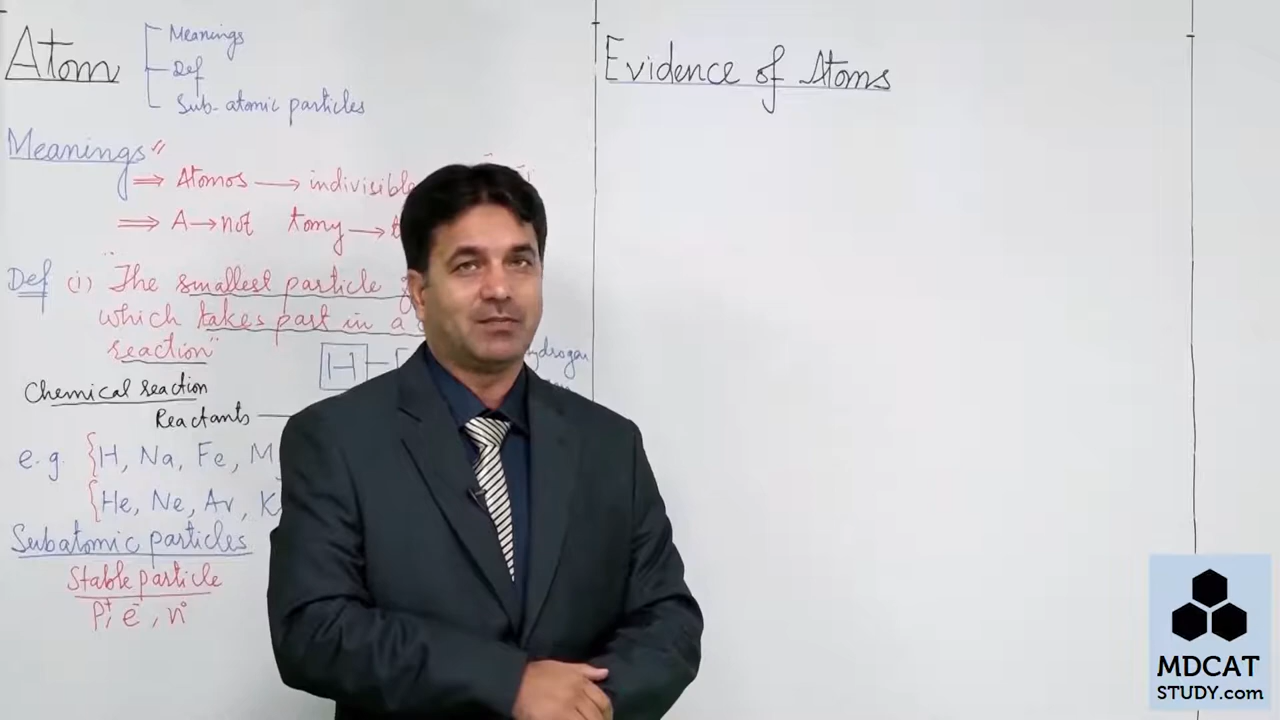 Atom
Meanings
Def
Sub-atomic particles
Meanings"
⇒ Atomos → indivisible
⇒ A→not tomy →
Def (i) "The smallest particle
which takes part in a
reaction"
H
Chemical reaction
Reactants
e.g. {H, Na, Fe,
{He, Ne, Ar, K
Subatomic particles
Stable particle
P⁺, e⁻, n°
Evidence of Atoms
MDCAT
STUDY.com